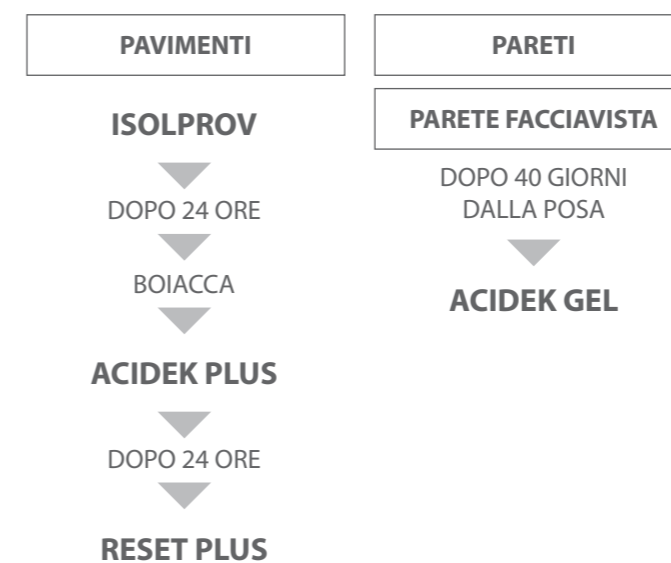 PAVIMENTI
ISOLPROV
DOPO 24 ORE
BOIACCA
ACIDEK PLUS
DOPO 24 ORE
RESET PLUS
PARETI
PARETE FACCIAVISTA
DOPO 40 GIORNI
DALLA POSA
ACIDEK GEL